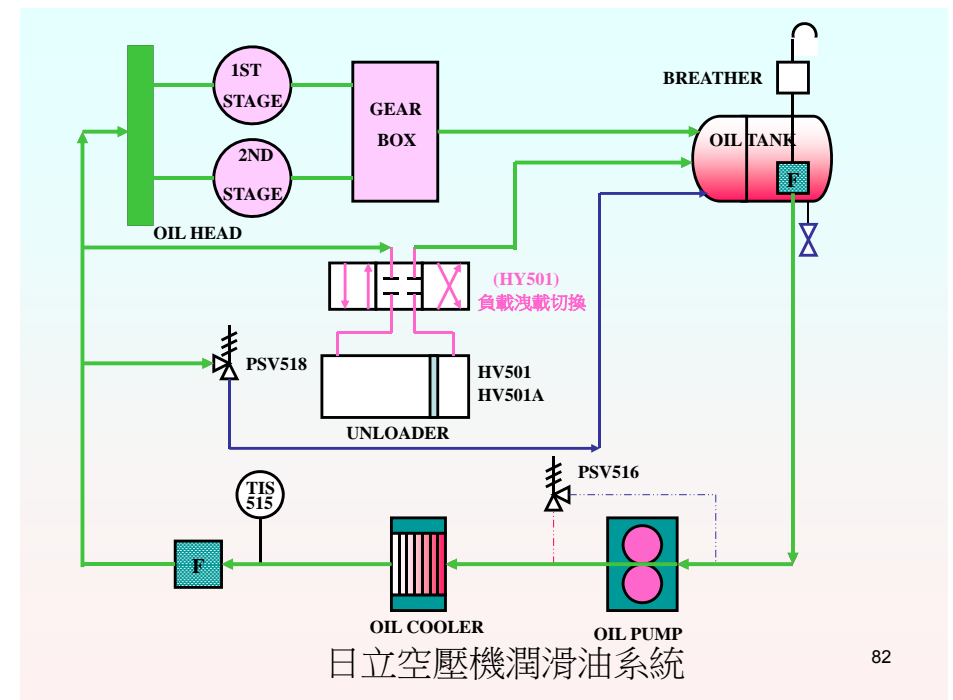 1ST
STAGE
GEAR
BOX
2ND
STAGE
OIL HEAD
BREATHER
OIL TANK
F
(HY501)
負載洩載切換
PSV518
HV501
HV501A
UNLOADER
PSV516
TIS
515
F
OIL COOLER
OIL PUMP
日立空壓機潤滑油系統
82